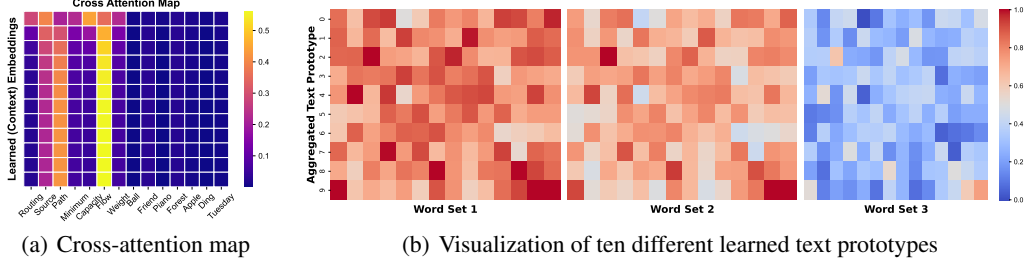 Cross Attention Map
Learned (Context) Embeddings
0.5
0.4
0.3
0.2
0.1
Routing
Source
Path
Minimum
Capacity
Flow
Weight
Ball
Friend
Piano
Forest
Apple
Ding
Tuesday
(a) Cross-attention map
Aggregated Text Prototype
0
1
2
3
4
5
6
7
8
9
Word Set 1
Word Set 2
Word Set 3
1.0
0.8
0.6
0.4
0.2
0.0
(b) Visualization of ten different learned text prototypes